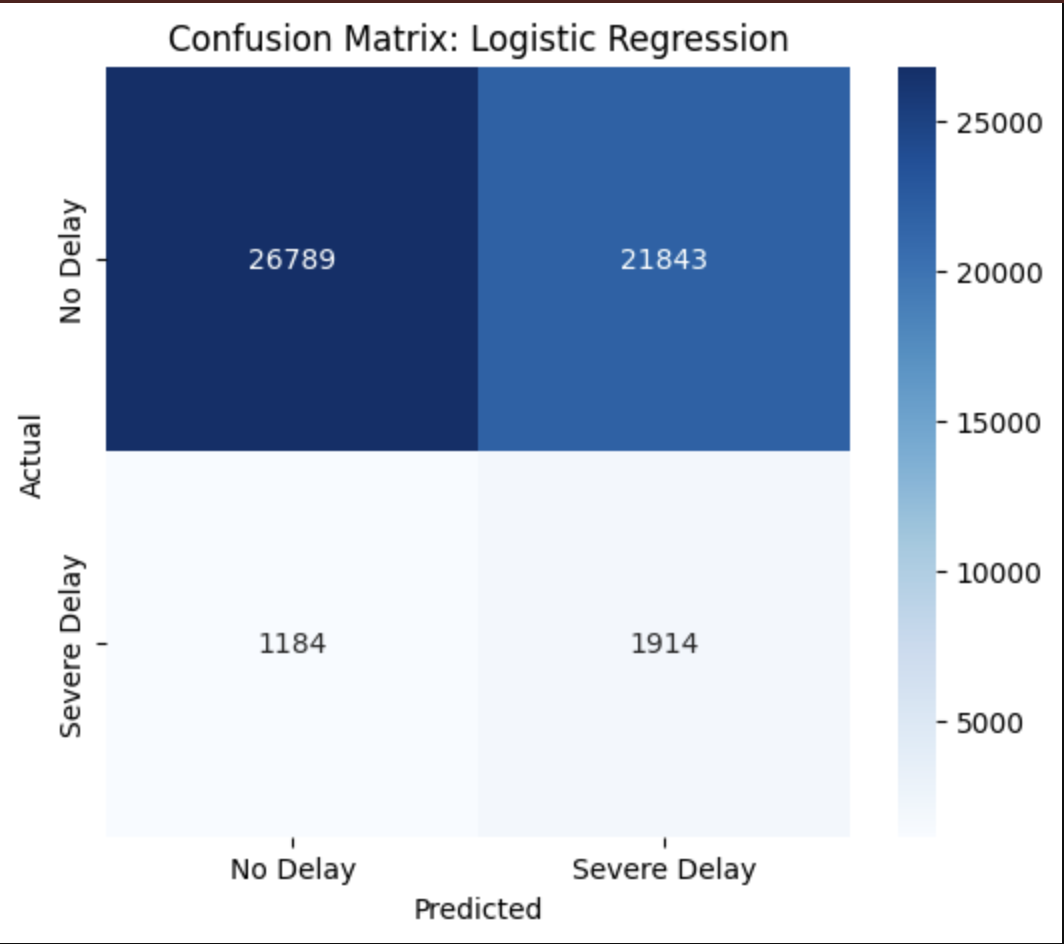 Confusion Matrix: Logistic Regression
No Delay
26789
21843
Actual
Severe Delay
1184
1914
No Delay
Severe Delay
Predicted
25000
20000
15000
10000
5000